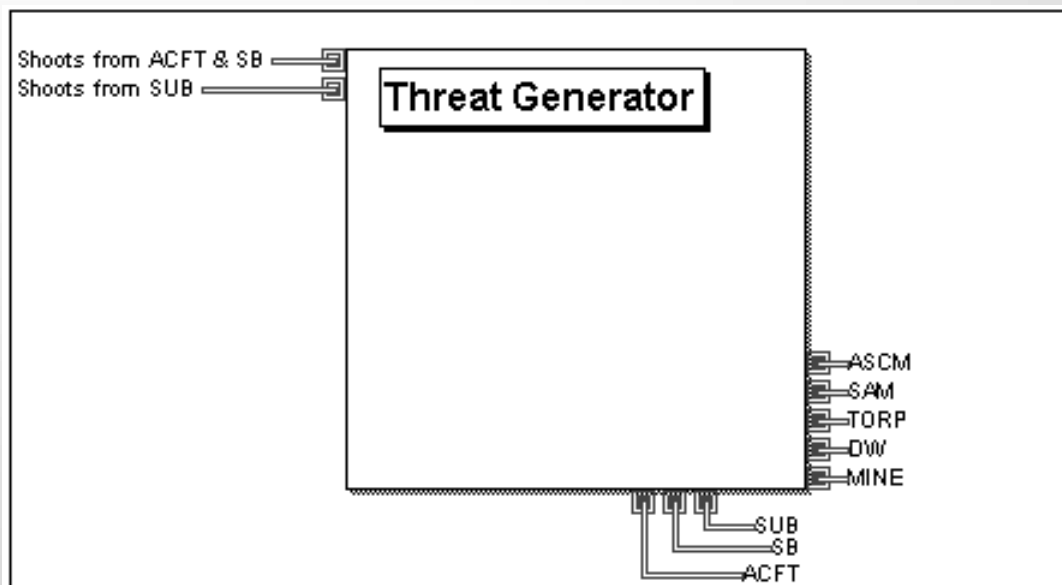 Shoots from ACFT & SB
Shoots from SUB
Threat Generator
ASCM
SAM
TORP
DW
MINE
SUB
SB
ACFT